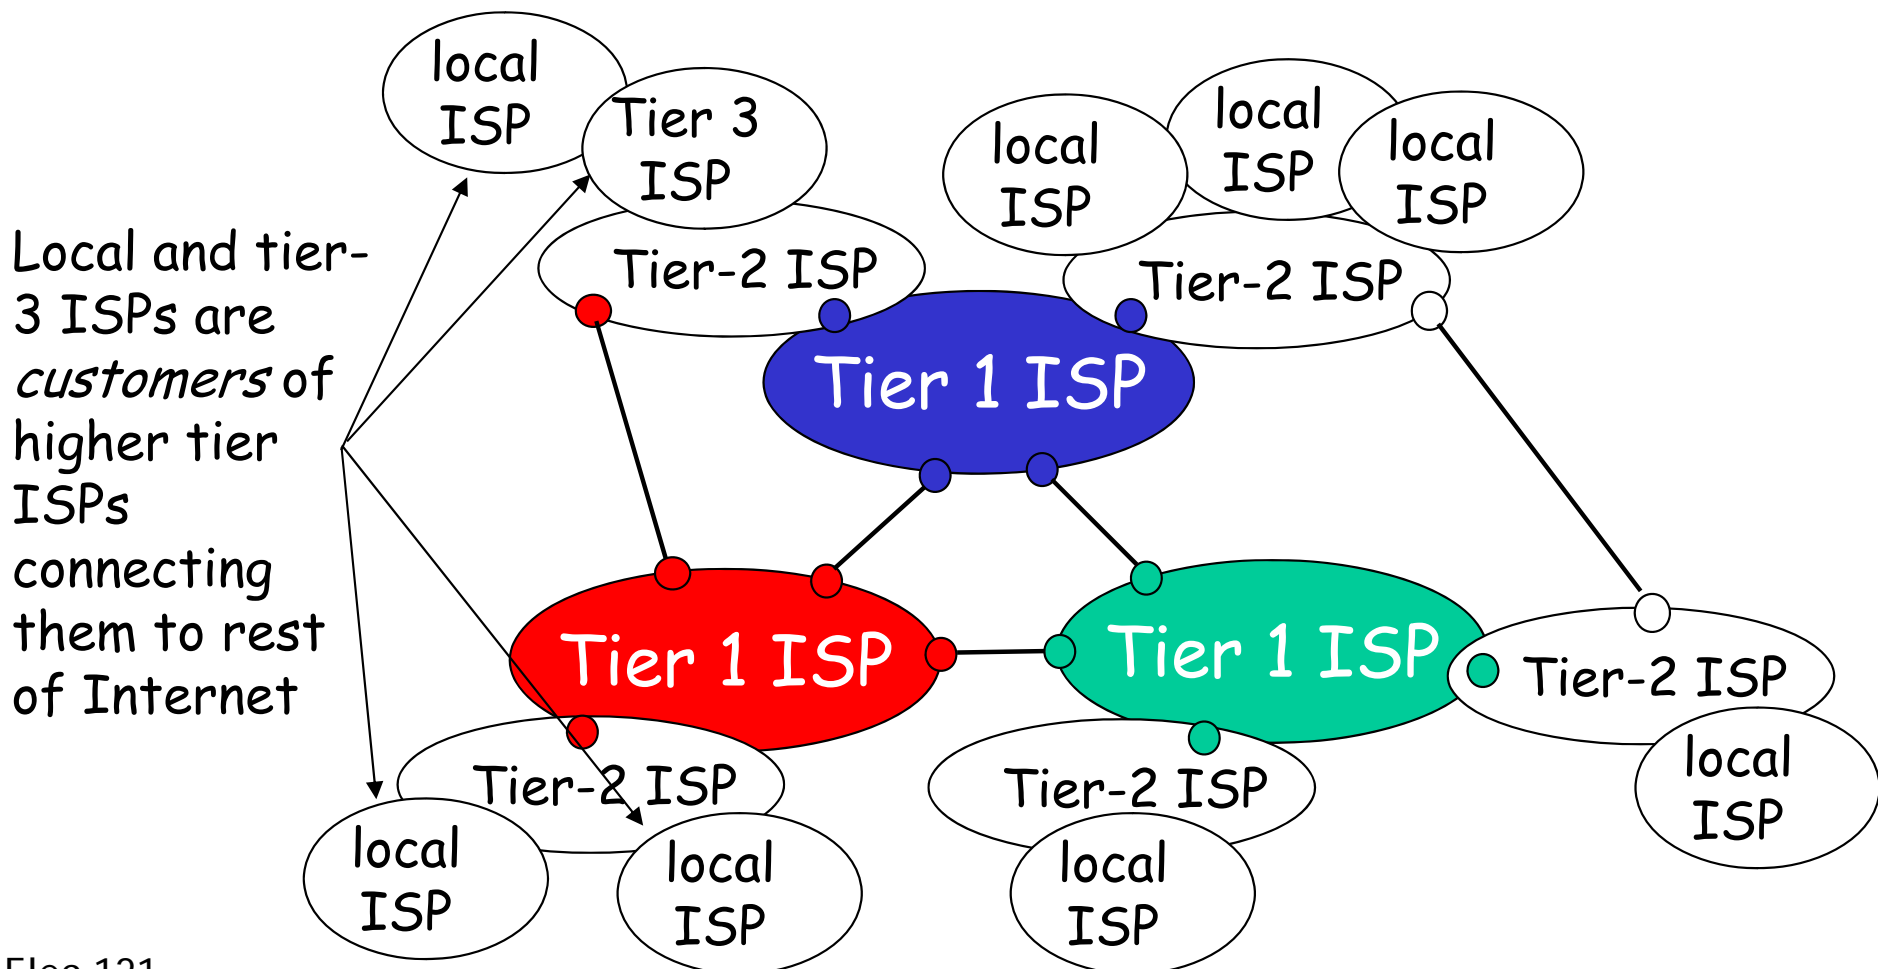 local
ISP
Tier 3
ISP
local
ISP
local
ISP
local
ISP
Local and tier-
3 ISPs are
customers of
higher tier
ISPs
connecting
them to rest
of Internet
Tier-2 ISP
Tier-2 ISP
Tier 1 ISP
Tier 1 ISP
Tier 1 ISP
Tier-2 ISP
Tier-2 ISP
Tier-2 ISP
local
ISP
local
ISP
local
ISP
local
ISP